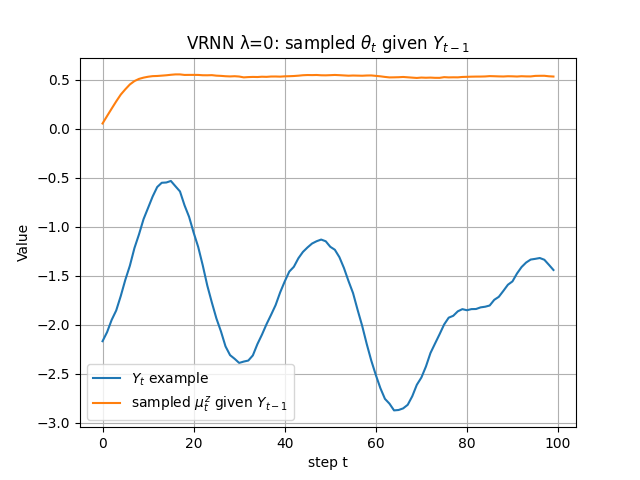 VRNN λ=0: sampled θ_t given Y_{t−1}
Value
0.5
0.0
−0.5
−1.0
−1.5
−2.0
−2.5
−3.0
Y_t example
sampled μ_t^z given Y_{t−1}
0 20 40 60 80 100
step t